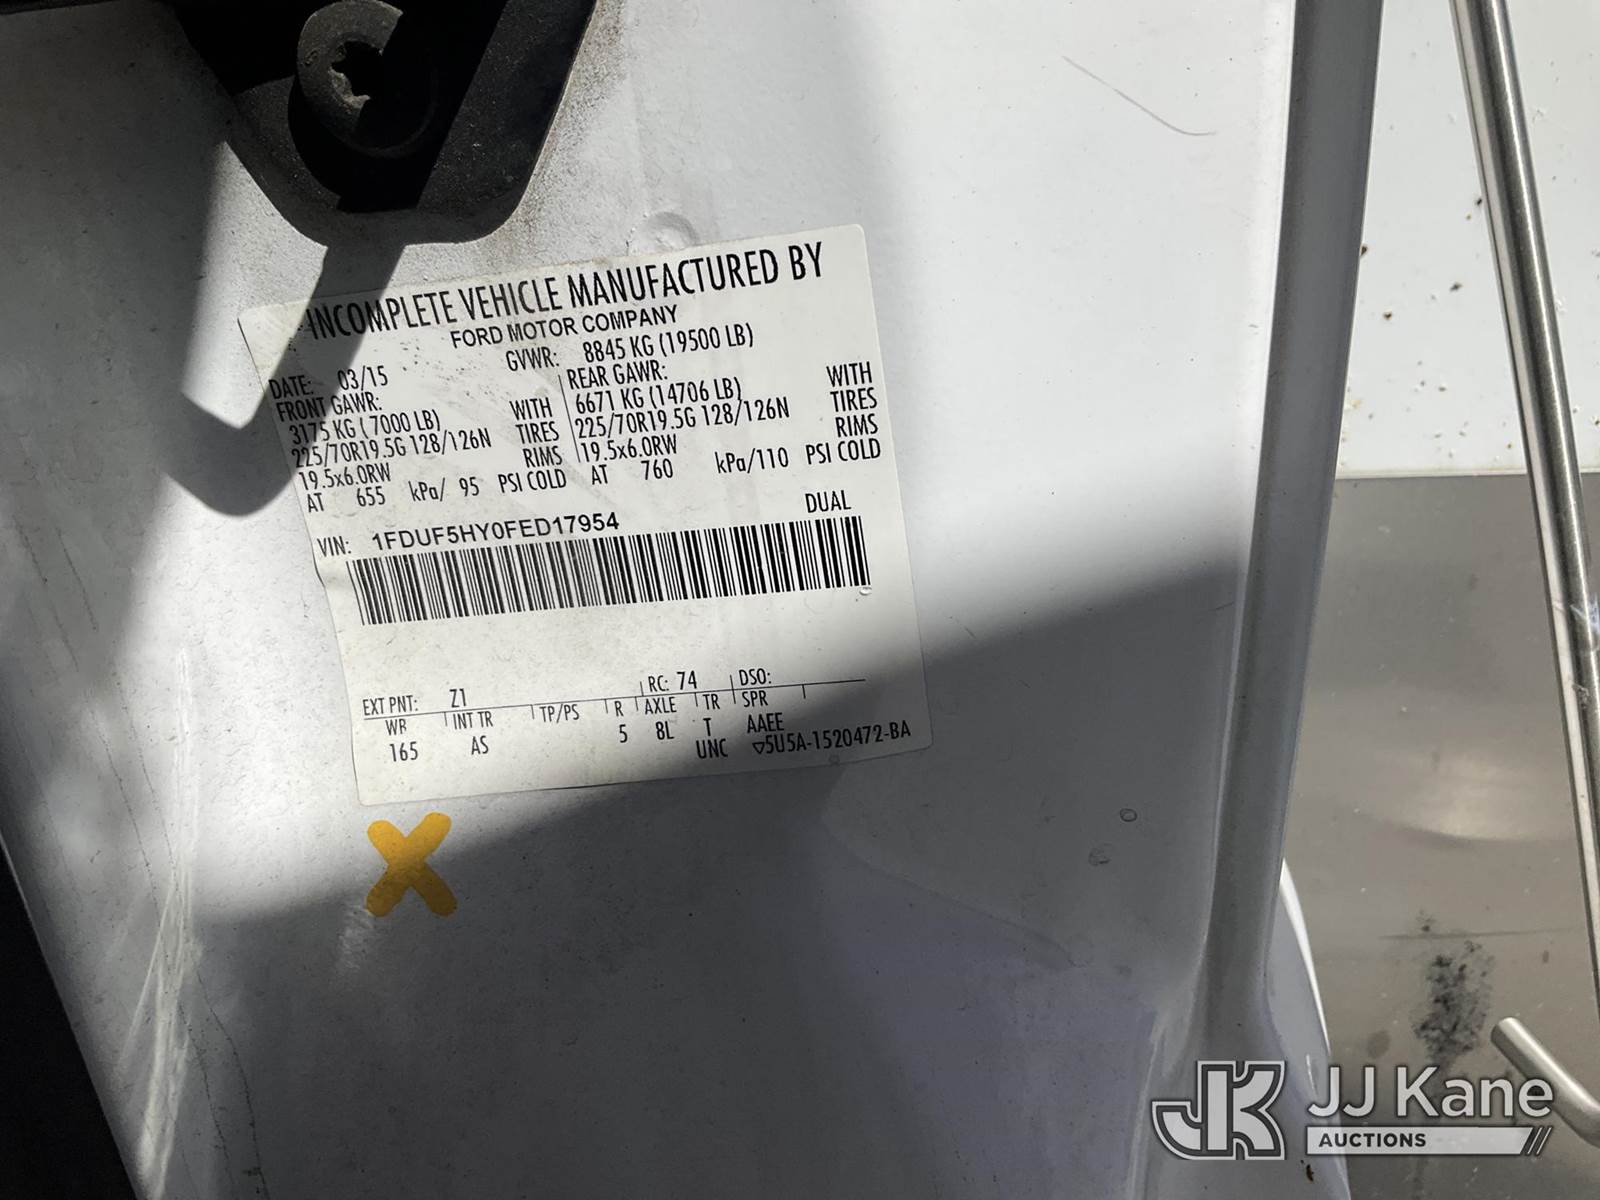 INCOMPLETE VEHICLE MANUFACTURED BY
FORD MOTOR COMPANY
DATE: 03/15 GVWR: 8845 KG (19500 LB)
FRONT GAWR: REAR GAWR:
3175 KG (7000 LB) WITH 6671 KG (14706 LB) WITH
225/70R19.5G 128/126N TIRES 225/70R19.5G 128/126N TIRES
19.5x6.0RW RIMS 19.5x6.0RW RIMS
AT 655 kPa/ 95 PSI COLD AT 760 kPa/110 PSI COLD
VIN: 1FDUF5HY0FED17954 DUAL
EXT PNT: Z1 RC: 74 DSO:
WB INT TR TP/PS R AXLE TR SPR
165 AS 5 8L T AAEE
UNC ▽5U5A-1520472-BA
X
JK JJ Kane
AUCTIONS